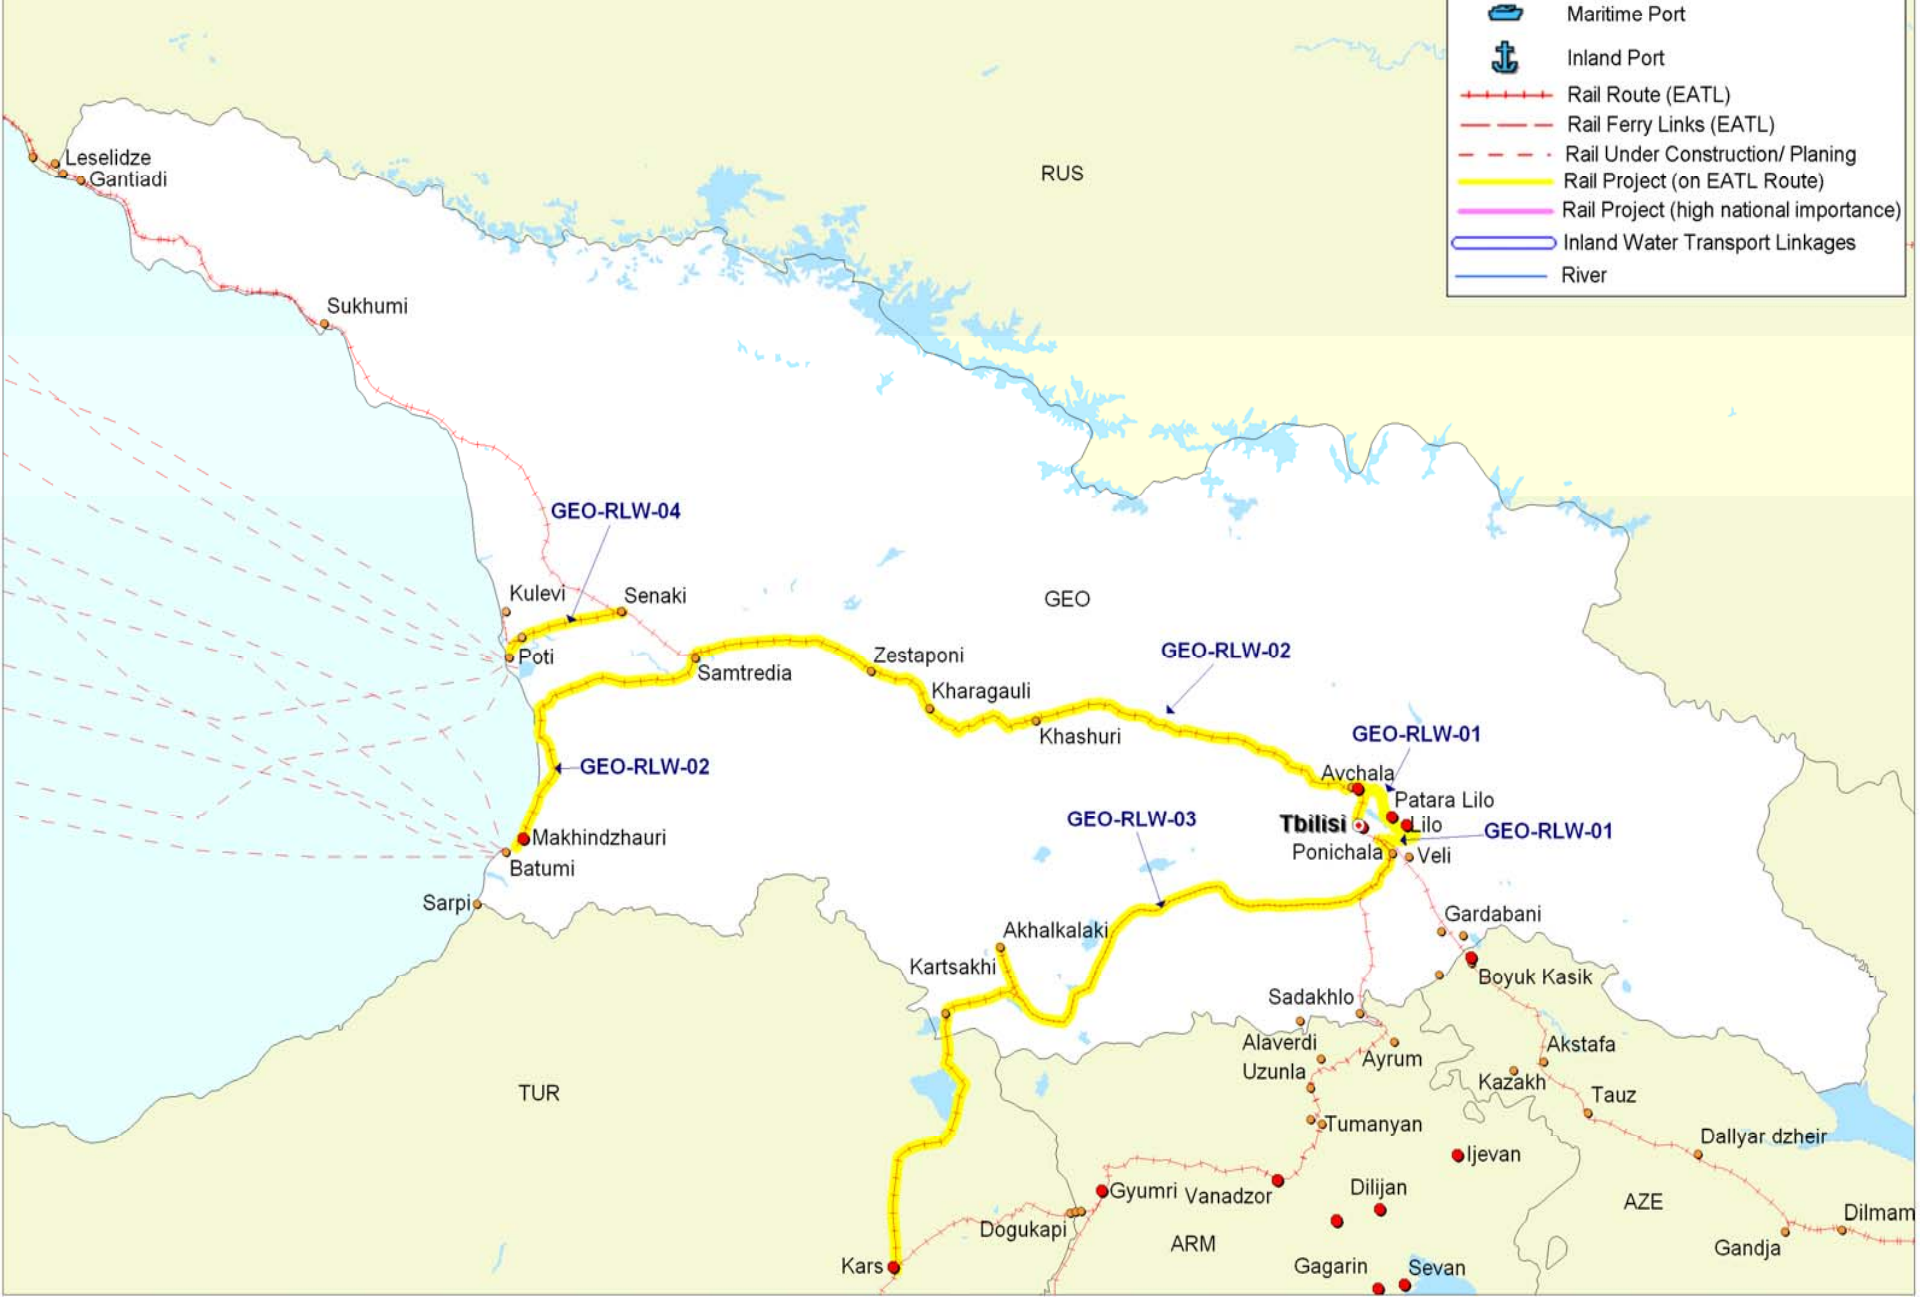 Maritime Port
Inland Port
Rail Route (EATL)
Rail Ferry Links (EATL)
Rail Under Construction/ Planing
Rail Project (on EATL Route)
Rail Project (high national importance)
Inland Water Transport Linkages
River
Leselidze
Gantiadi
RUS
Sukhumi
GEO-RLW-04
Kulevi
Senaki
GEO
Poti
Samtredia
Zestaponi
GEO-RLW-02
Kharagauli
Khashuri
GEO-RLW-01
GEO-RLW-02
Avchala
Patara Lilo
GEO-RLW-03
Tbilisi
Lilo
GEO-RLW-01
Makhindzhauri
Ponichala
Veli
Batumi
Sarpi
Gardabani
Akhalkalaki
Kartsakhi
Boyuk Kasik
Sadakhlo
Alaverdi
Ayrum
Akstafa
Uzunla
Kazakh
TUR
Tauz
Tumanyan
Dallyar dzheir
Ijevan
Gyumri
Vanadzor
Dilijan
AZE
Dilmam
Dogukapi
ARM
Gandja
Kars
Gagarin
Sevan